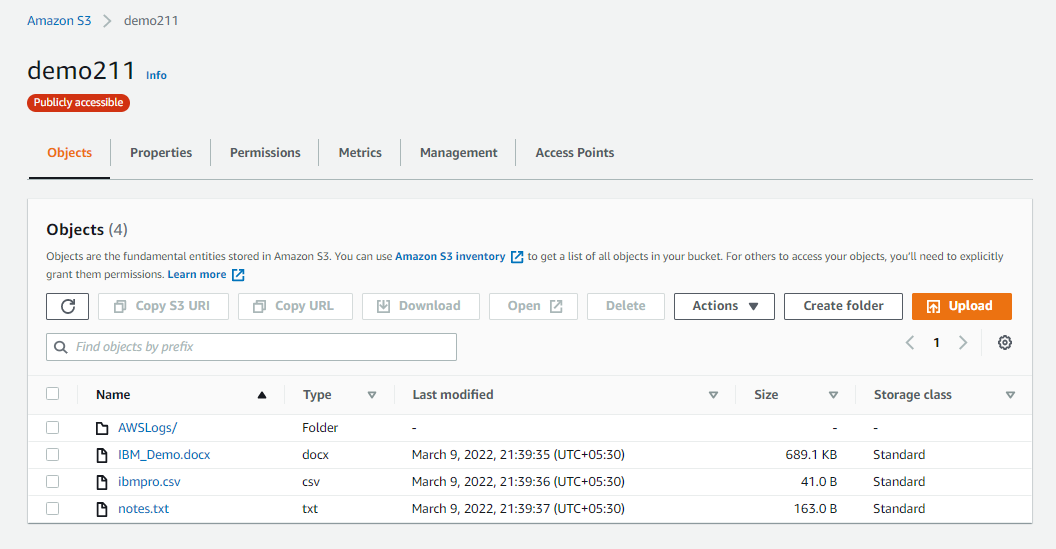 Amazon S3 > demo211
demo211 Info
Publicly accessible
Objects Properties Permissions Metrics Management Access Points
Objects (4)
Objects are the fundamental entities stored in Amazon S3. You can use Amazon S3 inventory to get a list of all objects in your bucket. For others to access your objects, you'll need to explicitly
grant them permissions. Learn more
Copy S3 URI Copy URL Download Open Delete Actions Create folder Upload
Find objects by prefix 1
Name Type Last modified Size Storage class
AWSLogs/ Folder - - -
IBM_Demo.docx docx March 9, 2022, 21:39:35 (UTC+05:30) 689.1 KB Standard
ibmpro.csv csv March 9, 2022, 21:39:36 (UTC+05:30) 41.0 B Standard
notes.txt txt March 9, 2022, 21:39:37 (UTC+05:30) 163.0 B Standard